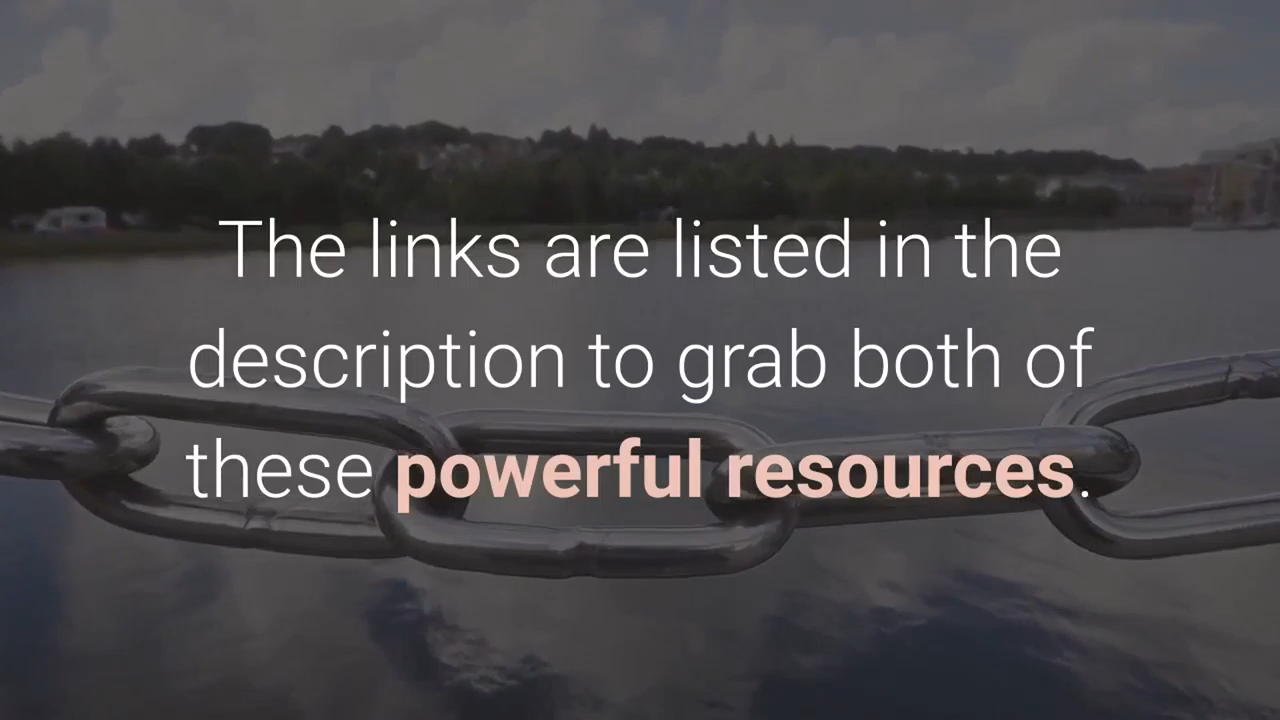 The links are listed in the
description to grab both of
these powerful resources.